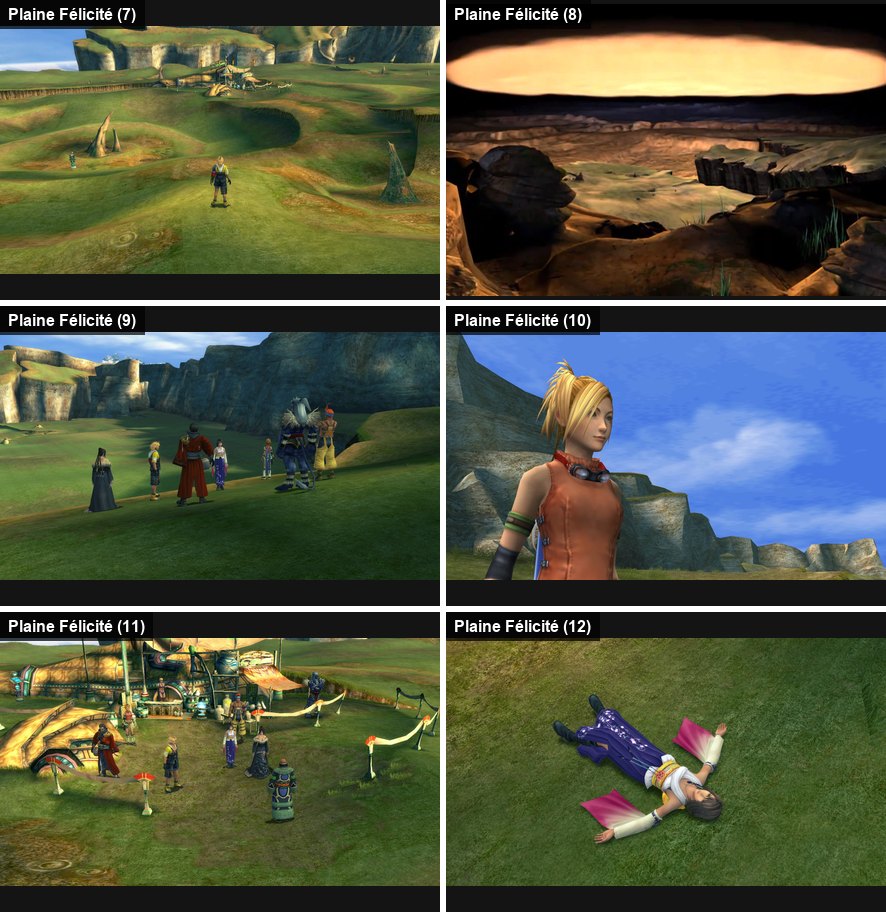 Plaine Félicité (7)
Plaine Félicité (8)
Plaine Félicité (9)
Plaine Félicité (10)
Plaine Félicité (11)
Plaine Félicité (12)